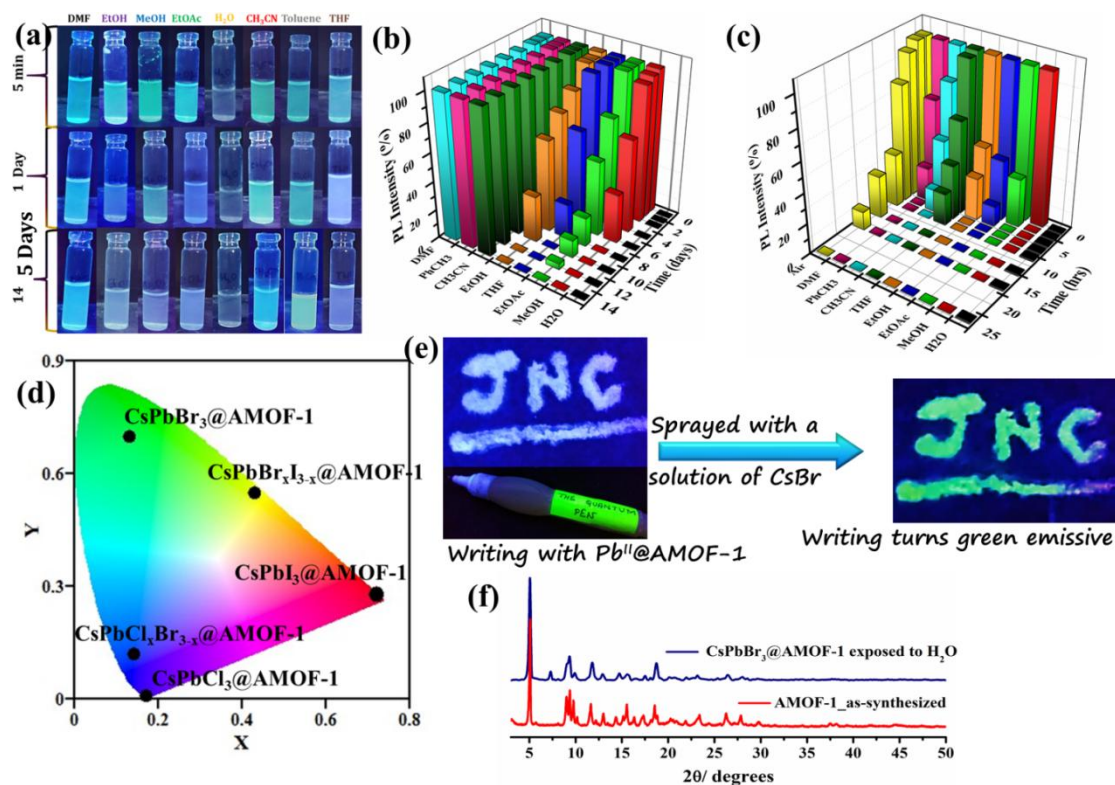 (a)
DMF EtOH MeOH EtOAc H₂O CH₃CN Toluene THF
5 min
1 Day
14 5 Days
(b)
PL Intensity (%)
100
80
60
40
20
0
DMF
PhCH3
CH3CN
EtOH
THF
EtOAc
MeOH
H2O
0
2
4
6
8
10
12
14
Time (days)
(c)
PL Intensity (%)
100
80
60
40
20
0
Air
DMF
PhCH3
CH3CN
THF
EtOH
EtOAc
MeOH
H2O
0
5
10
15
20
25
Time (hrs)
(d)
0.9
0.6
0.3
0
Y
CsPbBr₃@AMOF-1
CsPbBrₓI₃₋ₓ@AMOF-1
CsPbI₃@AMOF-1
CsPbClₓBr₃₋ₓ@AMOF-1
CsPbCl₃@AMOF-1
0 0.2 0.4 0.6 0.8
X
(e)
JNC
THE QUANTUM
PEN
Writing with Pbᴵᴵ@AMOF-1
Sprayed with a
solution of CsBr
JNC
Writing turns green emissive
(f)
CsPbBr₃@AMOF-1 exposed to H₂O
AMOF-1_as-synthesized
5 10 15 20 25 30 35 40 45 50
2θ/ degrees